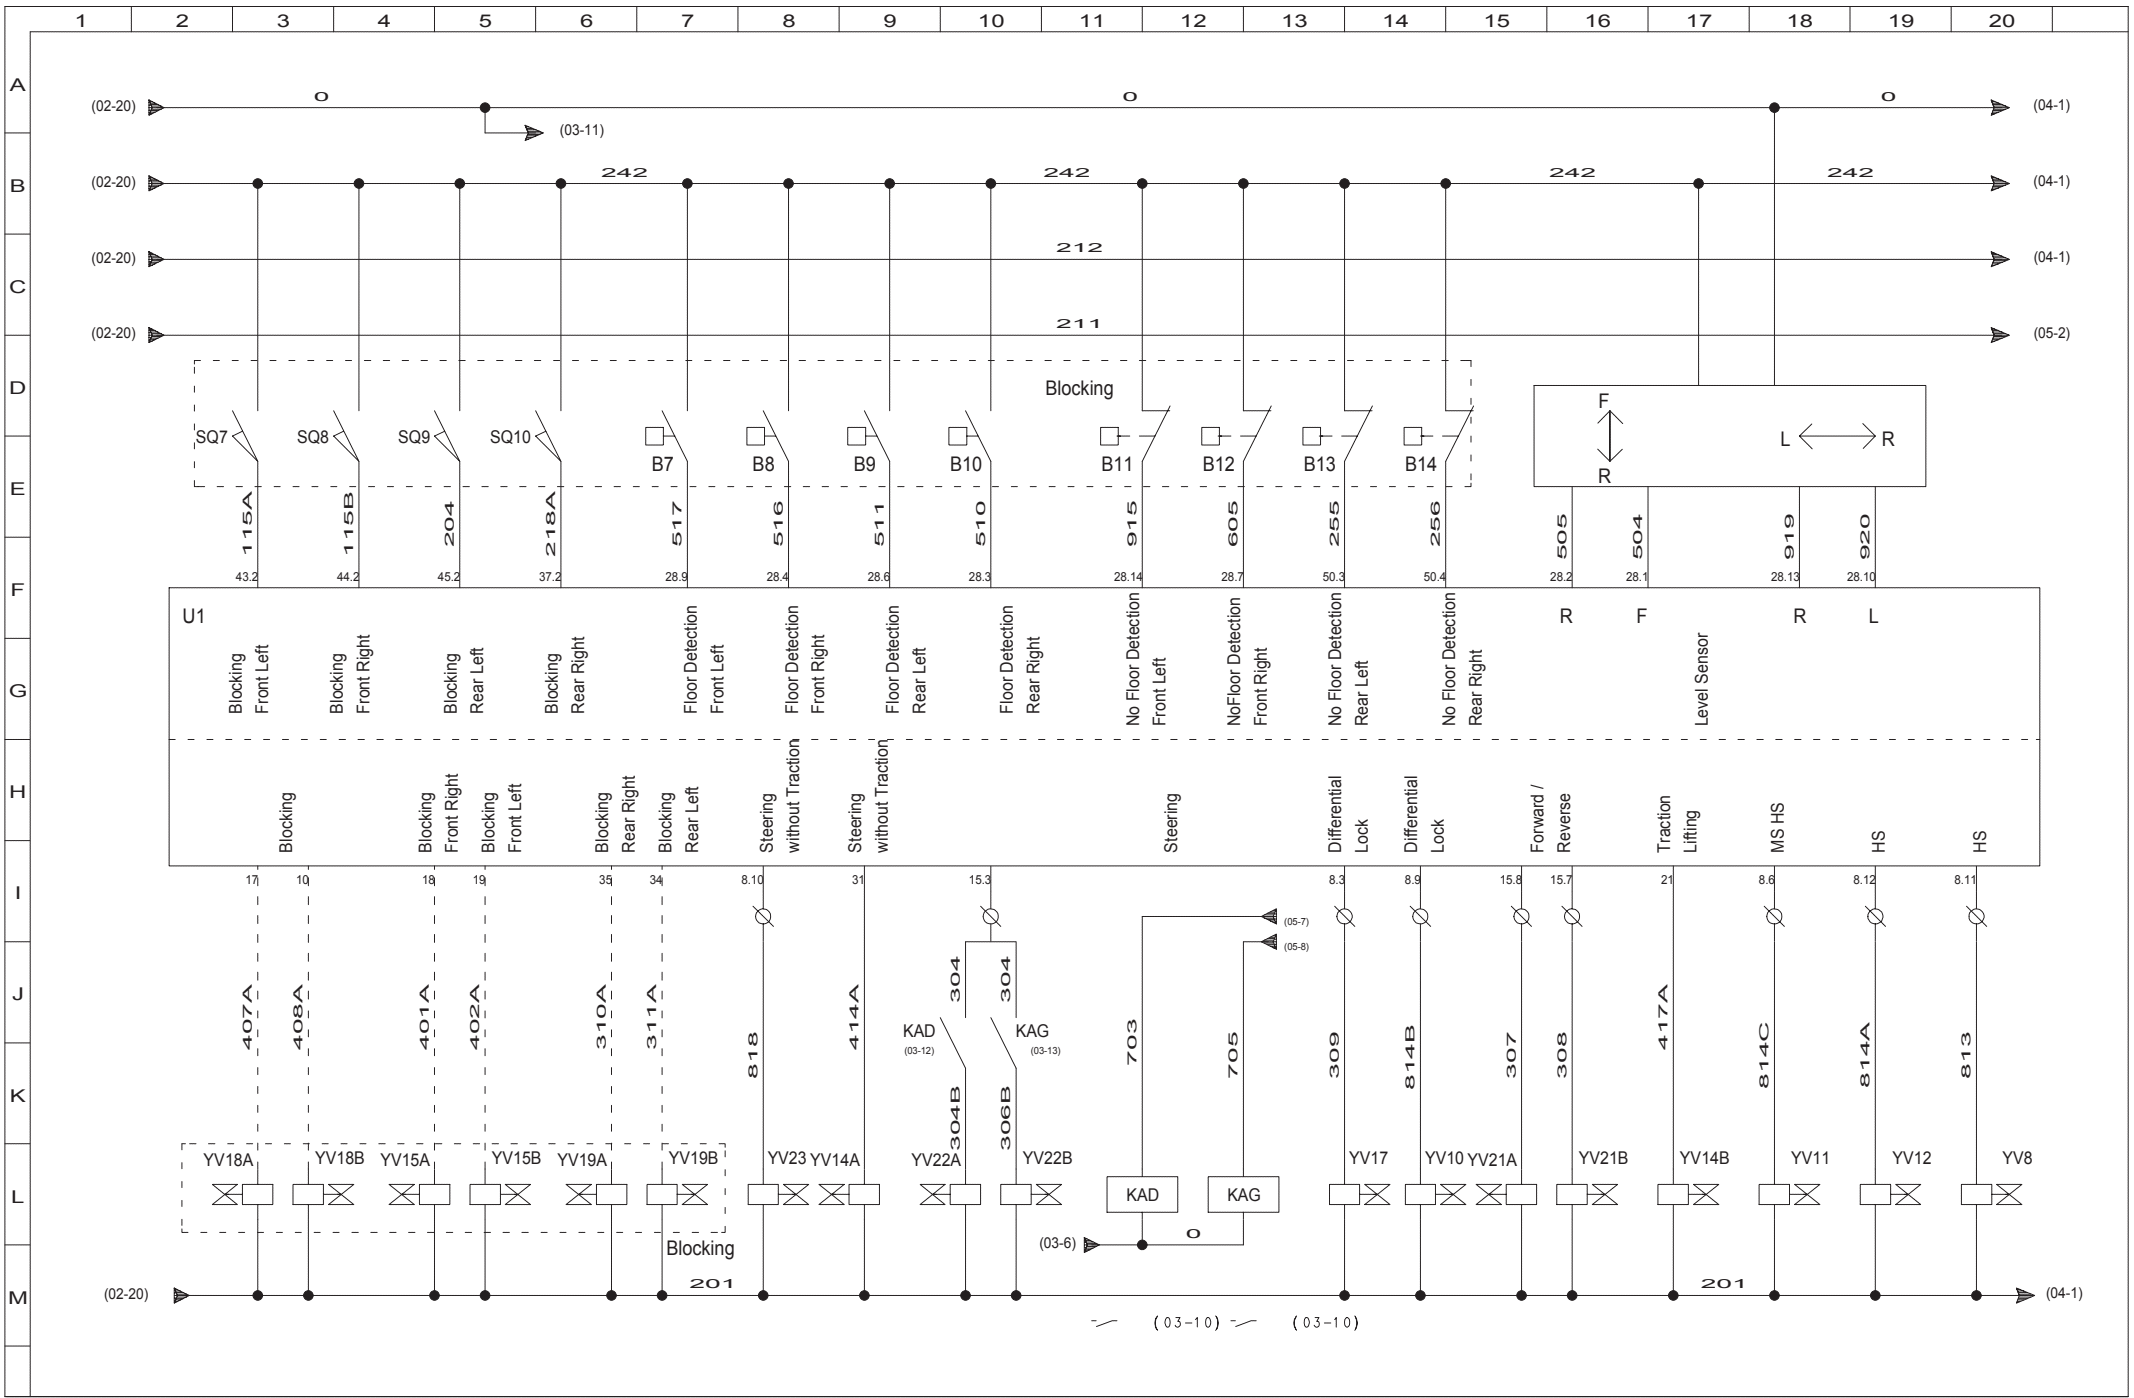 1 2 3 4 5 6 7 8 9 10 11 12 13 14 15 16 17 18 19 20
A
(02-20) 0 0 0 (04-1)
(03-11)
B
(02-20) 242 242 242 242 (04-1)
(02-20) 212 (04-1)
C
(02-20) 211 (05-2)
D
Blocking
F
R
L R
SQ7 SQ8 SQ9 SQ10
B7 B8 B9 B10 B11 B12 B13 B14
E
115A 115B 204 218A 517 516 511 510 915 605 255 256 505 504 919 920
43.2 44.2 45.2 37.2 28.9 28.4 28.6 28.3 28.14 28.7 50.3 50.4 28.2 28.1 28.13 28.10
F
U1
R F R L
G
Blocking
Front Left
Blocking
Front Right
Blocking
Rear Left
Blocking
Rear Right
Floor Detection
Front Left
Floor Detection
Front Right
Floor Detection
Rear Left
Floor Detection
Rear Right
No Floor Detection
Front Left
NoFloor Detection
Front Right
No Floor Detection
Rear Left
No Floor Detection
Rear Right
Level Sensor
H
Blocking
Blocking
Front Right
Blocking
Front Left
Blocking
Rear Right
Blocking
Rear Left
Steering
without Traction
Steering
without Traction
Steering
Differential
Lock
Differential
Lock
Forward /
Reverse
Traction
Lifting
MS HS
HS
HS
I
17 10 18 19 35 34 8.10 31 15.3 8.3 8.9 15.8 15.7 21 8.6 8.12 8.11
(05-7)
(05-8)
J
407A 408A 401A 402A 310A 311A 818 414A 304 304 703 705 309 814B 307 308 417A 814C 814A 813
KAD
(03-12)
KAG
(03-13)
K
304B 306B
L
YV18A YV18B YV15A YV15B YV19A YV19B YV23 YV14A YV22A YV22B YV17 YV10 YV21A YV21B YV14B YV11 YV12 YV8
KAD KAG
Blocking
(03-6) 0
M
(02-20) 201 201 (04-1)
(03-10) (03-10)